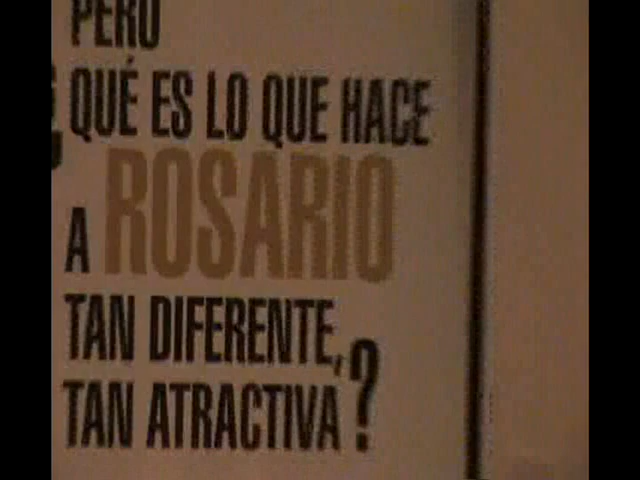 PERO
¿QUÉ ES LO QUE HACE
A ROSARIO
TAN DIFERENTE,
TAN ATRACTIVA?